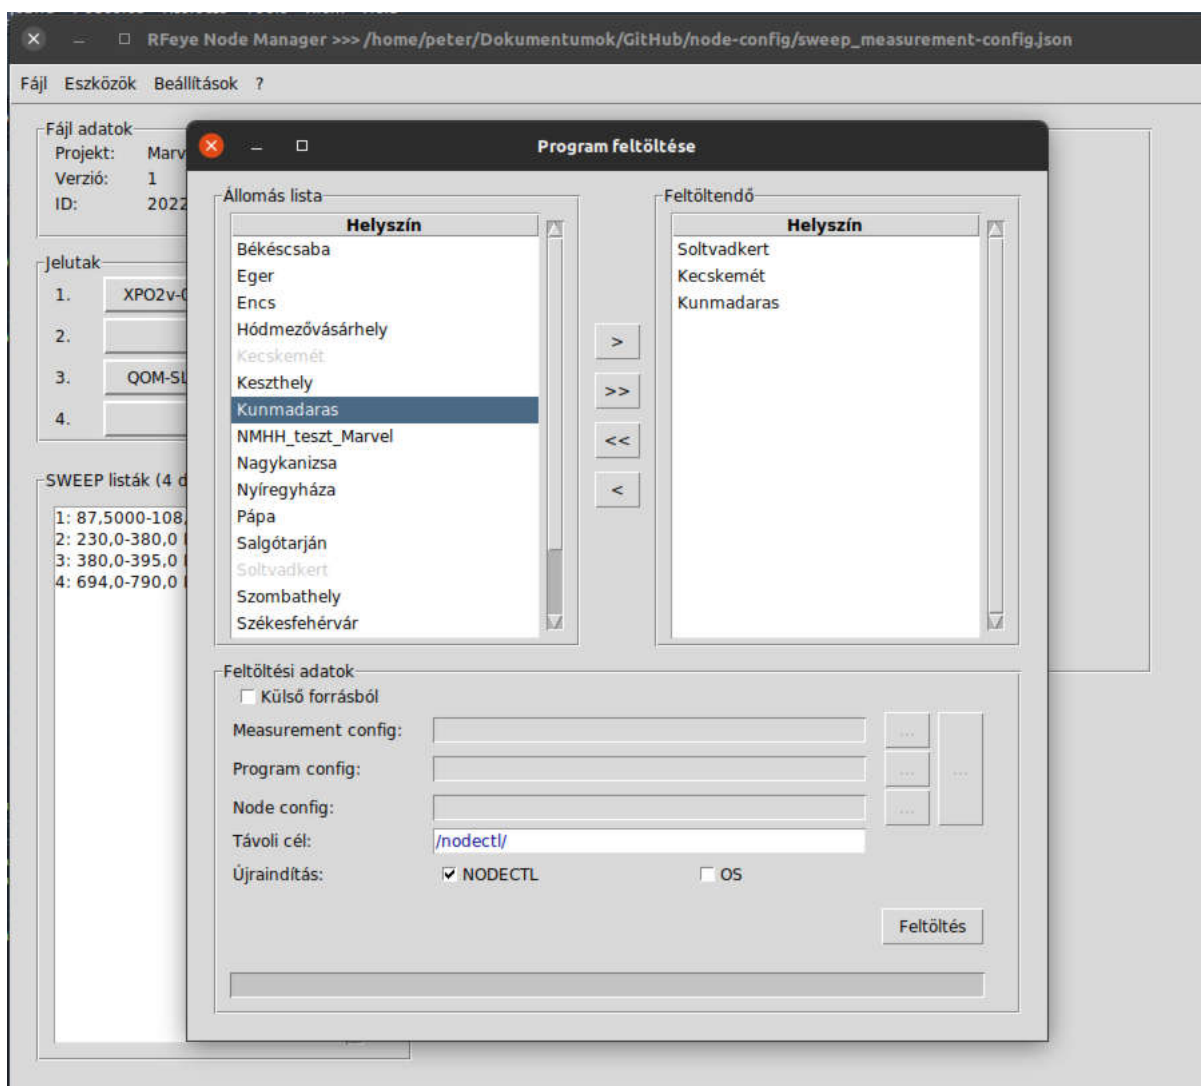 RFeye Node Manager >>> /home/peter/Dokumentumok/GitHub/node-config/sweep_measurement-config.json
Fájl Eszközök Beállítások ?
Fájl adatok
Projekt: Marv
Verzió: 1
ID: 2022
Jelutak
1. XPO2v-0
2.
3. QOM-SL
4.
SWEEP listák (4 d
1: 87,5000-108,
2: 230,0-380,0
3: 380,0-395,0
4: 694,0-790,0
Program feltöltése
Állomás lista
Helyszín
Békéscsaba
Eger
Encs
Hódmezővásárhely
Kecskemét
Keszthely
Kunmadaras
NMHH_teszt_Marvel
Nagykanizsa
Nyíregyháza
Pápa
Salgótarján
Soltvadkert
Szombathely
Székesfehérvár
>
>>
<<
<
Feltöltendő
Helyszín
Soltvadkert
Kecskemét
Kunmadaras
Feltöltési adatok
Külső forrásból
Measurement config: ...
Program config: ... ...
Node config: ...
Távoli cél: /nodectl/
Újraindítás: NODECTL OS
Feltöltés